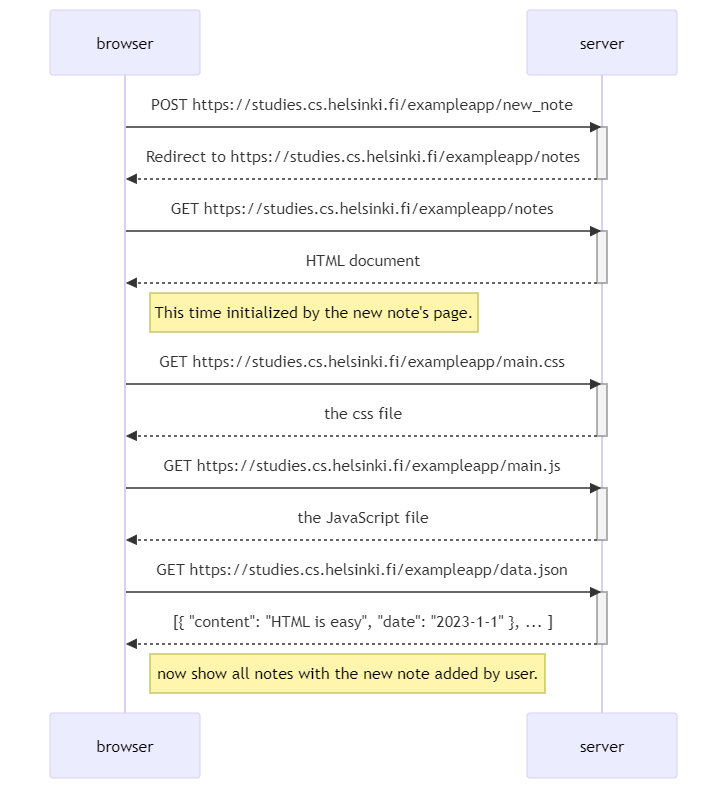 browser
server
POST https://studies.cs.helsinki.fi/exampleapp/new_note
Redirect to https://studies.cs.helsinki.fi/exampleapp/notes
GET https://studies.cs.helsinki.fi/exampleapp/notes
HTML document
This time initialized by the new note's page.
GET https://studies.cs.helsinki.fi/exampleapp/main.css
the css file
GET https://studies.cs.helsinki.fi/exampleapp/main.js
the JavaScript file
GET https://studies.cs.helsinki.fi/exampleapp/data.json
[{ "content": "HTML is easy", "date": "2023-1-1" }, ... ]
now show all notes with the new note added by user.
browser
server